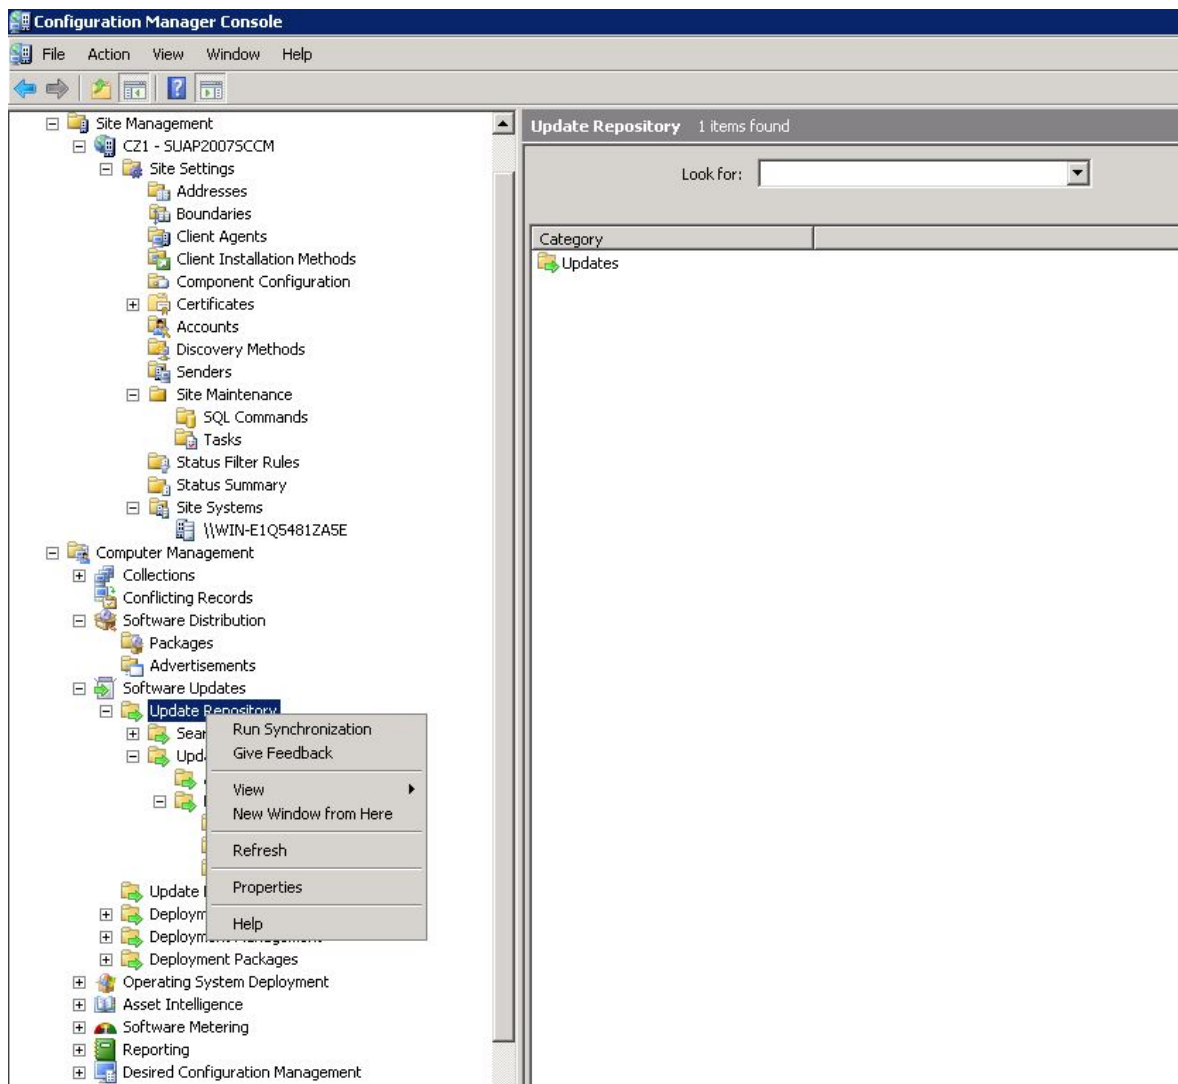 Configuration Manager Console
File Action View Window Help
Site Management
CZ1 - SUAP2007SCCM
Site Settings
Addresses
Boundaries
Client Agents
Client Installation Methods
Component Configuration
Certificates
Accounts
Discovery Methods
Senders
Site Maintenance
SQL Commands
Tasks
Status Filter Rules
Status Summary
Site Systems
\\WIN-E1Q5481ZA5E
Computer Management
Collections
Conflicting Records
Software Distribution
Packages
Advertisements
Software Updates
Update Repository
Run Synchronization
Give Feedback
View
New Window from Here
Refresh
Properties
Help
Update
Deployment Management
Deployment Packages
Operating System Deployment
Asset Intelligence
Software Metering
Reporting
Desired Configuration Management
Update Repository 1 items found
Look for:
Category
Updates